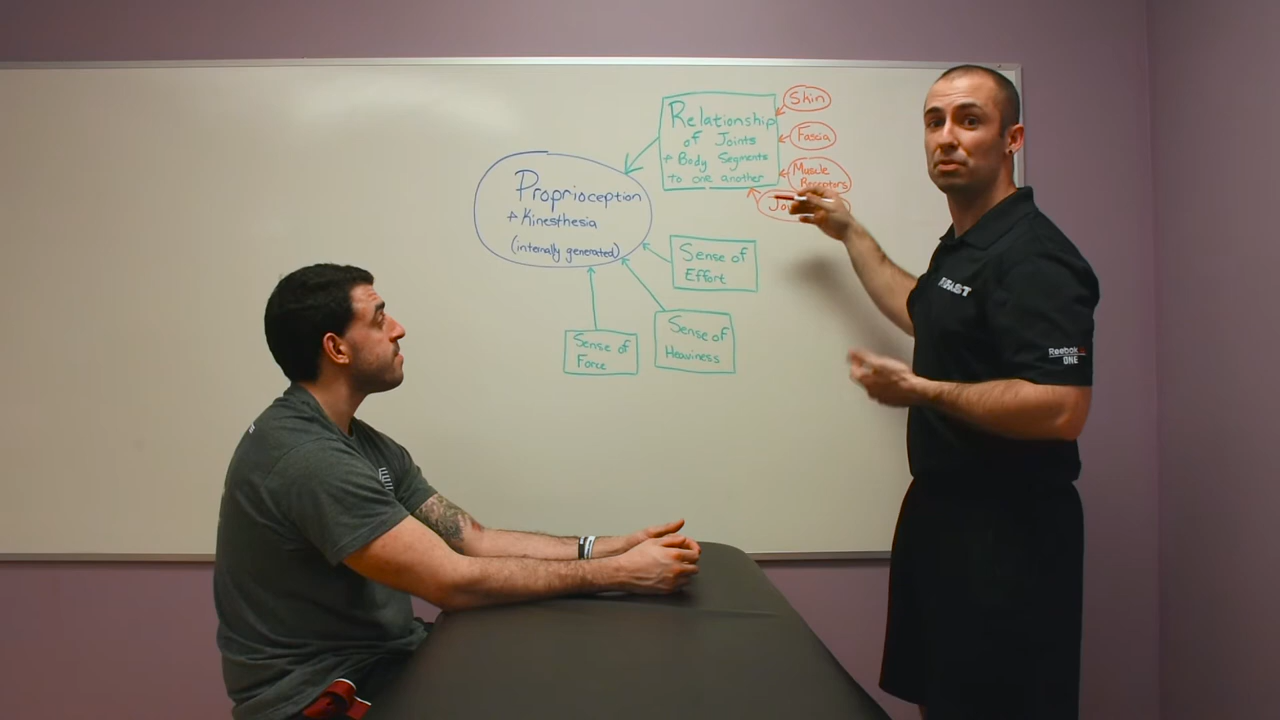 Skin
Relationship
of Joints
+ Body Segments
to one another
Fascia
Muscle
Receptors
Proprioception
+ Kinesthesia
(internally generated)
Sense of
Effort
Sense of
Heaviness
Sense of
Force
Reebok
ONE